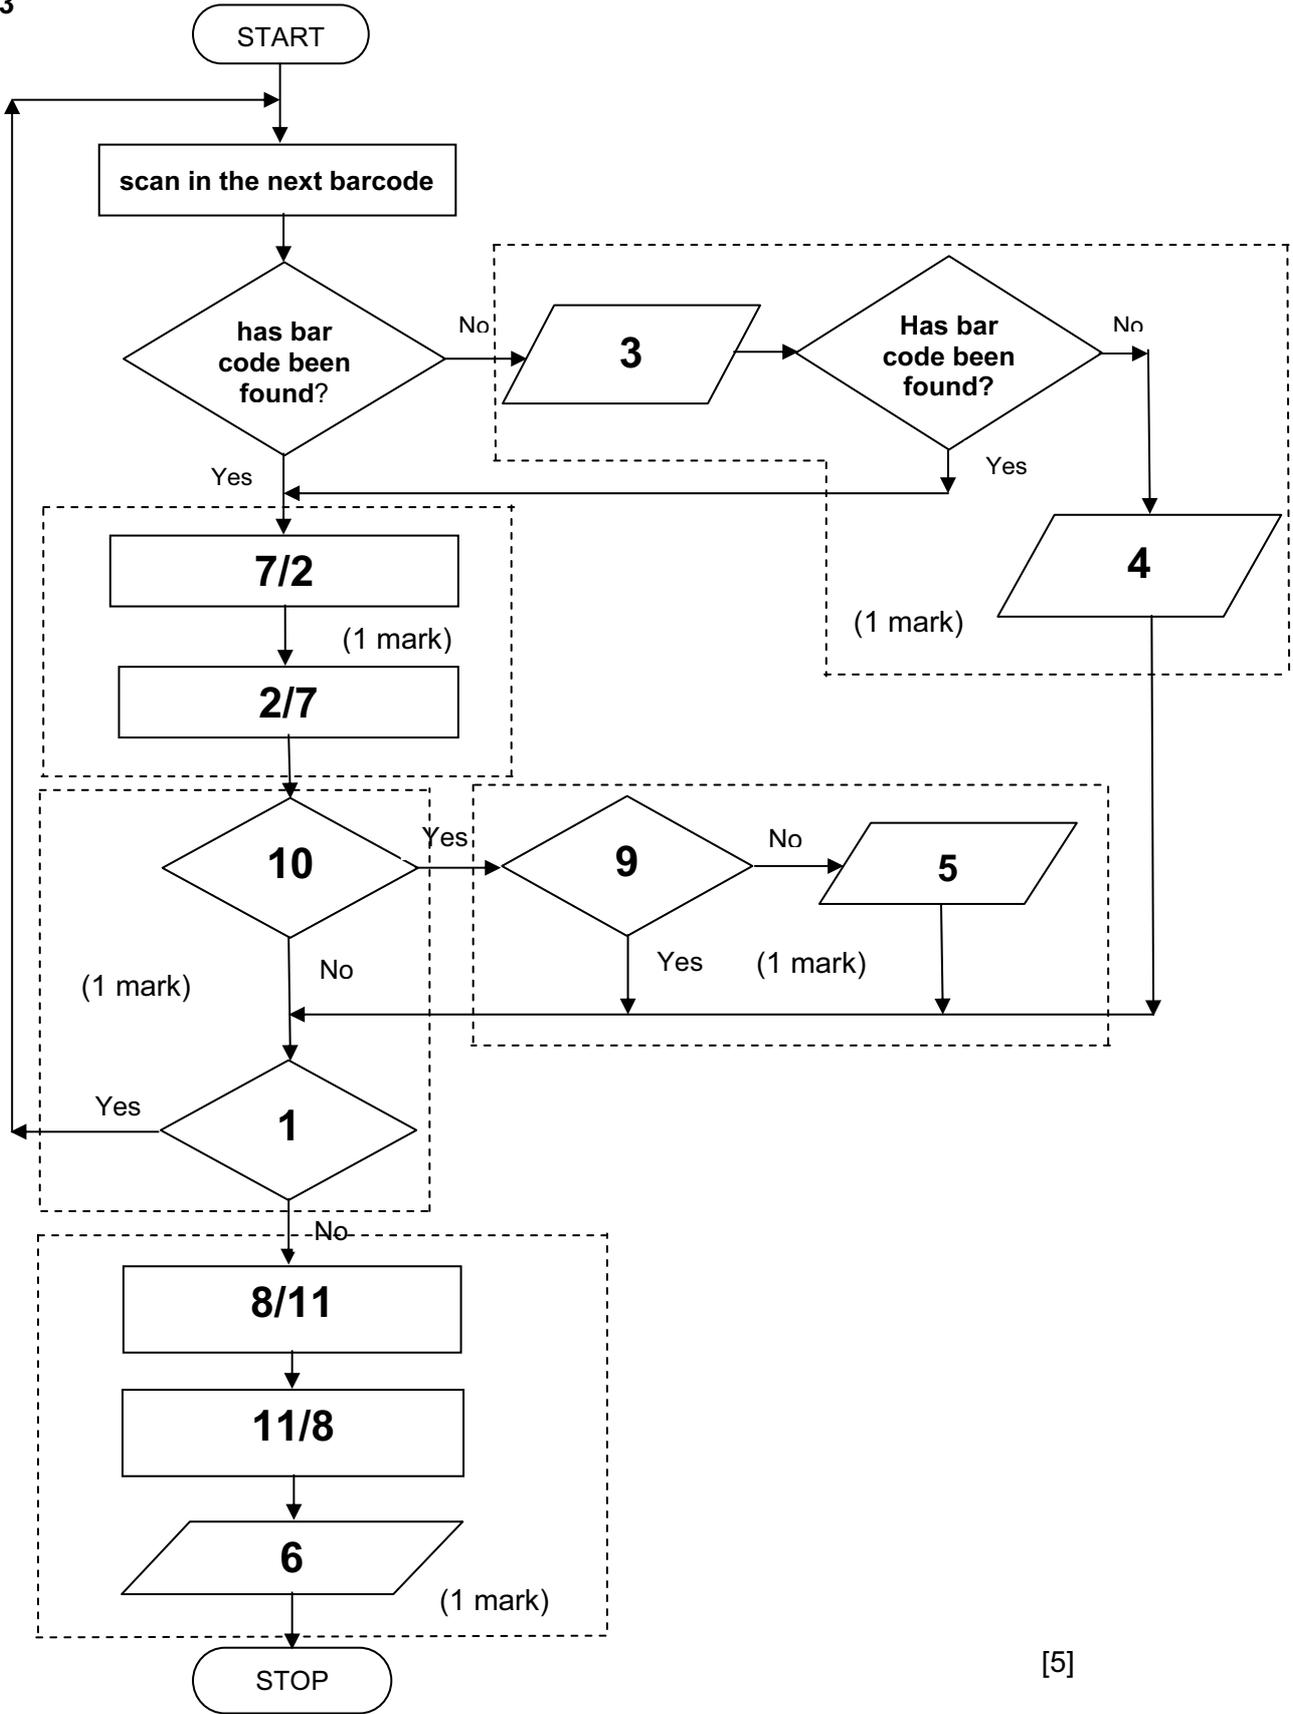 3
START
scan in the next barcode
has bar
code been
found?
No
3
Has bar
code been
found?
No
Yes
Yes
7/2
4
(1 mark)
(1 mark)
2/7
10
Yes
9
No
5
No
Yes
(1 mark)
(1 mark)
Yes
1
No
8/11
11/8
6
(1 mark)
STOP
[5]